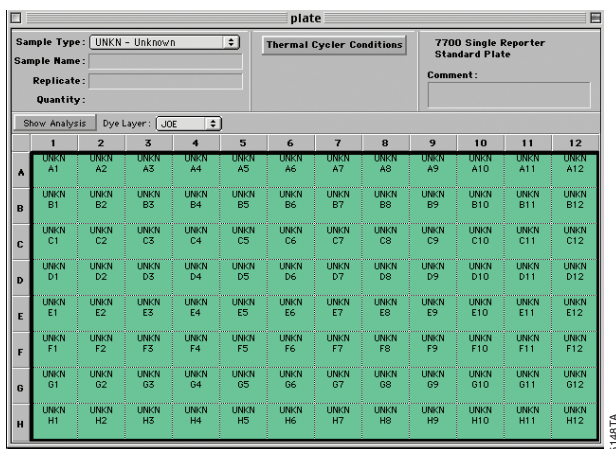 plate
Sample Type: UNKN - Unknown
Sample Name:
Replicate:
Quantity:
Thermal Cycler Conditions
7700 Single Reporter
Standard Plate
Comment:
Show Analysis Dye Layer: JOE
1 2 3 4 5 6 7 8 9 10 11 12
UNKN UNKN UNKN UNKN UNKN UNKN UNKN UNKN UNKN UNKN UNKN UNKN
A A1 A2 A3 A4 A5 A6 A7 A8 A9 A10 A11 A12
UNKN UNKN UNKN UNKN UNKN UNKN UNKN UNKN UNKN UNKN UNKN UNKN
B B1 B2 B3 B4 B5 B6 B7 B8 B9 B10 B11 B12
UNKN UNKN UNKN UNKN UNKN UNKN UNKN UNKN UNKN UNKN UNKN UNKN
C C1 C2 C3 C4 C5 C6 C7 C8 C9 C10 C11 C12
UNKN UNKN UNKN UNKN UNKN UNKN UNKN UNKN UNKN UNKN UNKN UNKN
D D1 D2 D3 D4 D5 D6 D7 D8 D9 D10 D11 D12
UNKN UNKN UNKN UNKN UNKN UNKN UNKN UNKN UNKN UNKN UNKN UNKN
E E1 E2 E3 E4 E5 E6 E7 E8 E9 E10 E11 E12
UNKN UNKN UNKN UNKN UNKN UNKN UNKN UNKN UNKN UNKN UNKN UNKN
F F1 F2 F3 F4 F5 F6 F7 F8 F9 F10 F11 F12
UNKN UNKN UNKN UNKN UNKN UNKN UNKN UNKN UNKN UNKN UNKN UNKN
G G1 G2 G3 G4 G5 G6 G7 G8 G9 G10 G11 G12
UNKN UNKN UNKN UNKN UNKN UNKN UNKN UNKN UNKN UNKN UNKN UNKN
H H1 H2 H3 H4 H5 H6 H7 H8 H9 H10 H11 H12